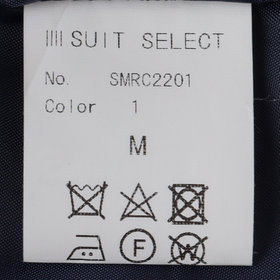 SUIT SELECT
No. SMRC2201
Color 1
M
F
W